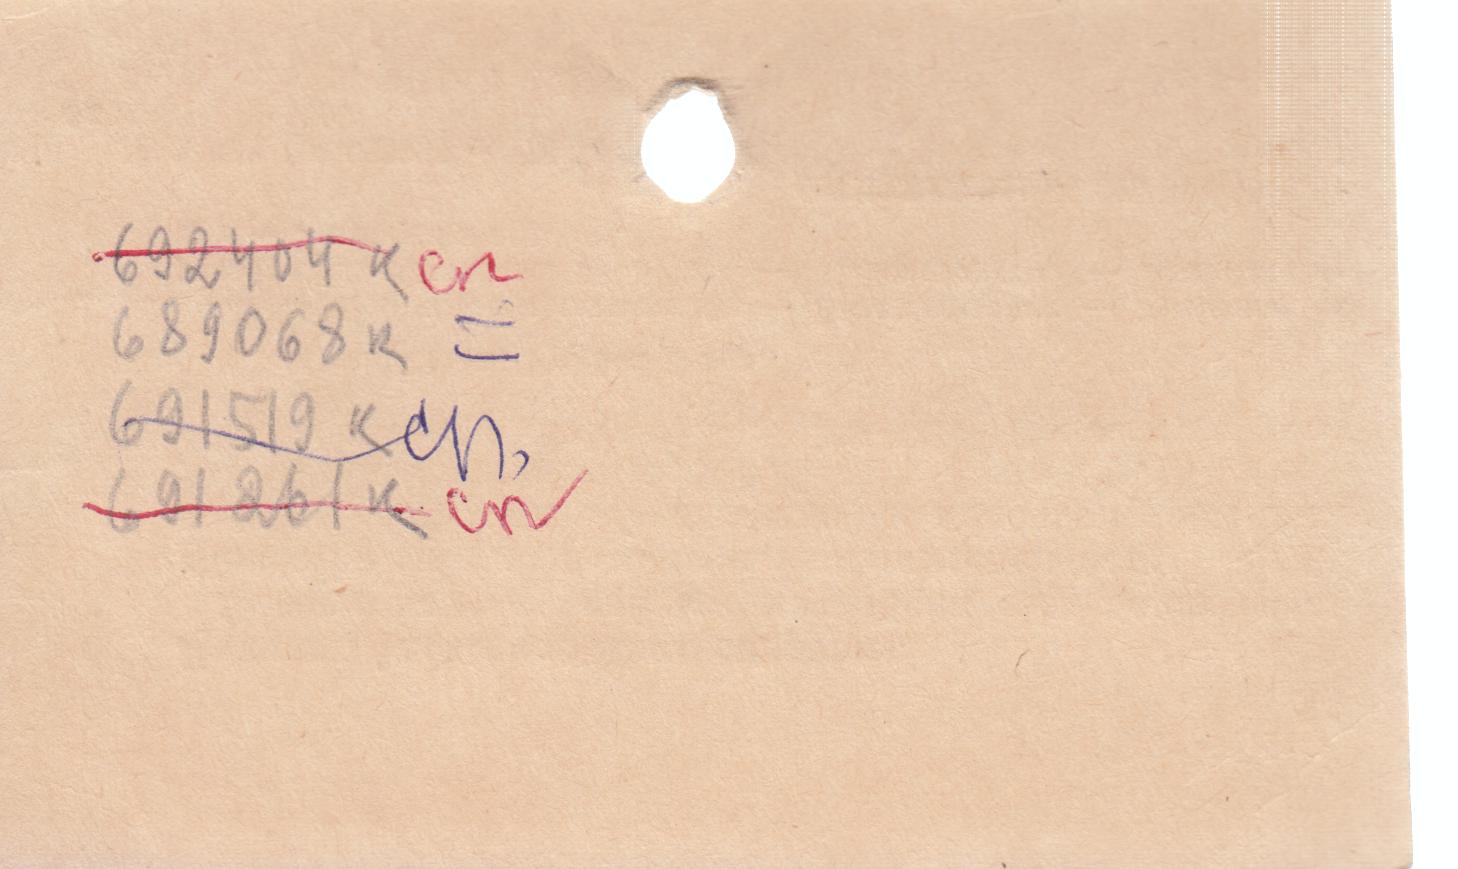 692404 к сп
689068 к =
691519 к сп,
691261 к сп